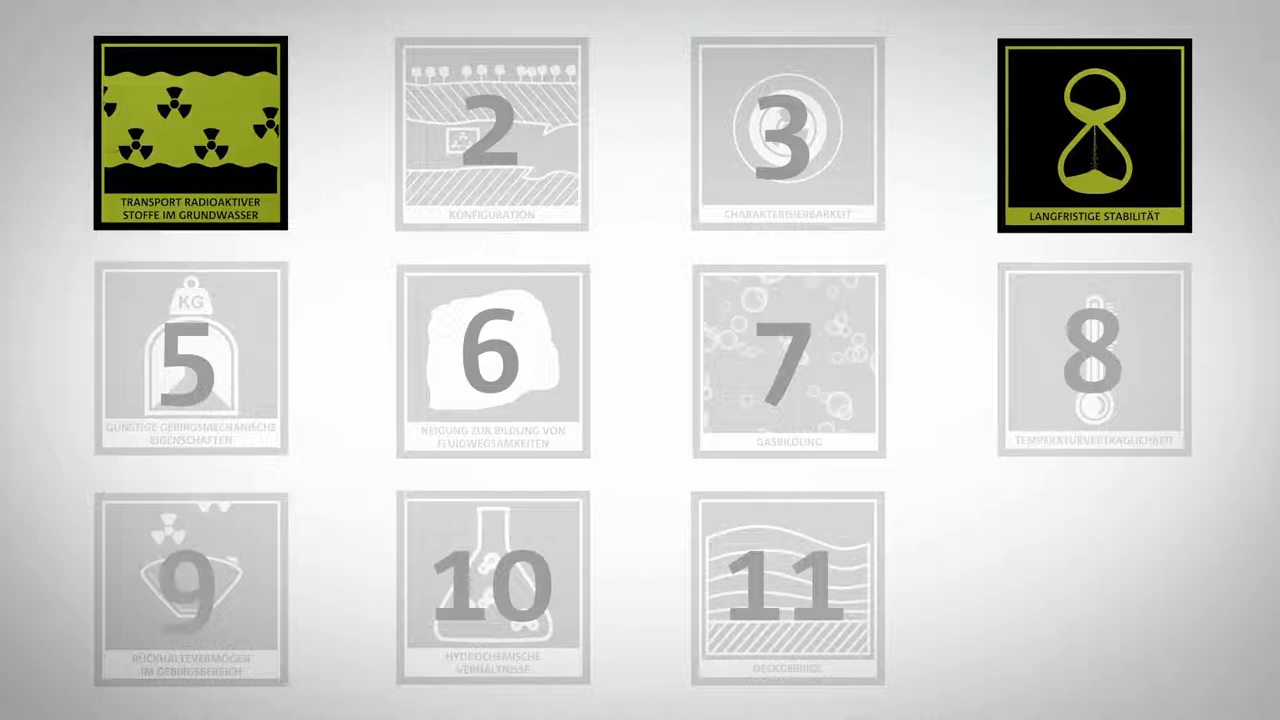 TRANSPORT RADIOAKTIVER
STOFFE IM GRUNDWASSER
2
KONFIGURATION
3
CHARAKTERISIERBARKEIT
LANGFRISTIGE STABILITÄT
KG
5
GÜNSTIGE GEBIRGSMECHANISCHE
EIGENSCHAFTEN
6
NEIGUNG ZUR BILDUNG VON
FLUIDWEGSAMKEITEN
7
GASBILDUNG
8
TEMPERATURVERTRÄGLICHKEIT
9
RÜCKHALTEVERMÖGEN
IM GEBIRGSBEREICH
10
HYDROCHEMISCHE
VERHÄLTNISSE
11
DECKGEBIRGE